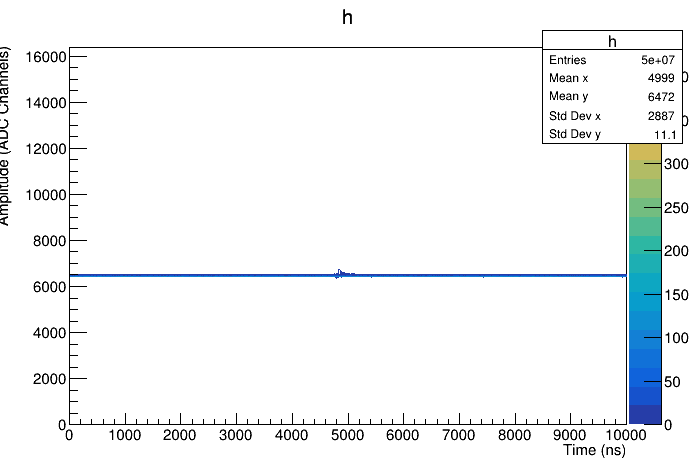 h
h
Entries 5e+07
Mean x 4999
Mean y 6472
Std Dev x 2887
Std Dev y 11.1
Amplitude (ADC Channels)
16000
14000
12000
10000
8000
6000
4000
2000
0
0 1000 2000 3000 4000 5000 6000 7000 8000 9000 10000
Time (ns)
300
250
200
150
100
50
0